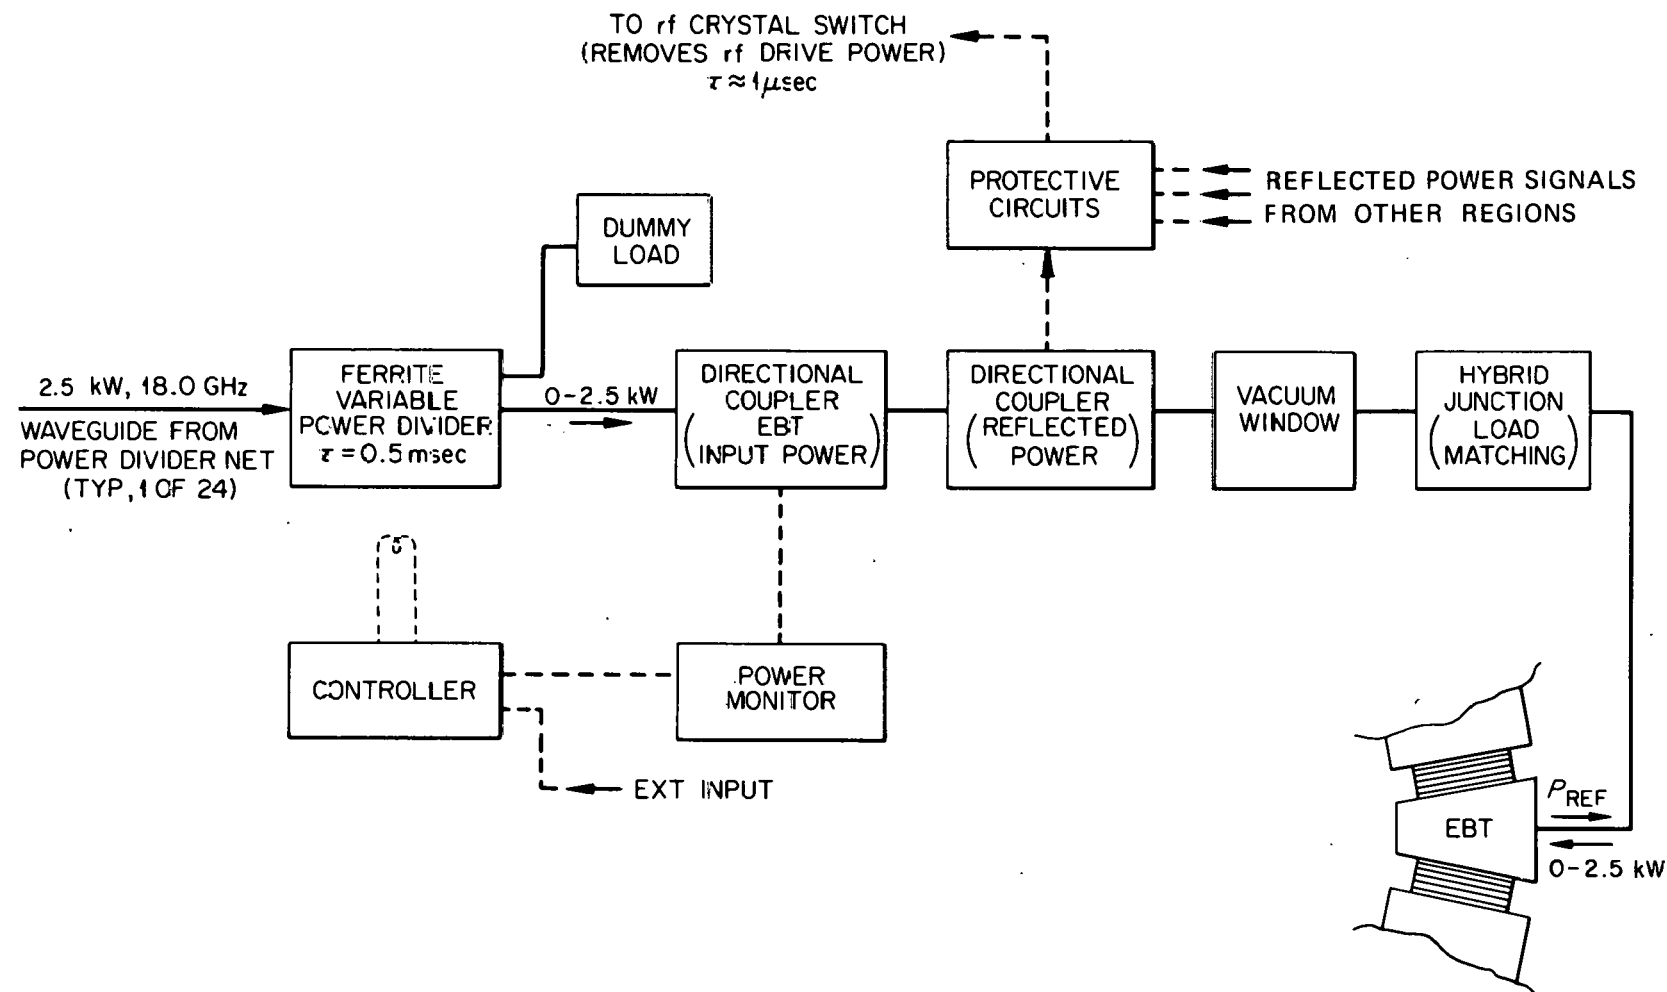 TO rf CRYSTAL SWITCH
(REMOVES rf DRIVE POWER)
τ ≈ 1 μsec
PROTECTIVE
CIRCUITS
REFLECTED POWER SIGNALS
FROM OTHER REGIONS
DUMMY
LOAD
2.5 kW, 18.0 GHz
WAVEGUIDE FROM
POWER DIVIDER NET
(TYP, 1 OF 24)
FERRITE
VARIABLE
POWER DIVIDER
τ = 0.5 msec
0-2.5 kW
DIRECTIONAL
COUPLER
EBT
(INPUT POWER)
DIRECTIONAL
COUPLER
(REFLECTED
POWER)
VACUUM
WINDOW
HYBRID
JUNCTION
(LOAD
MATCHING)
CONTROLLER
POWER
MONITOR
EXT INPUT
P REF
EBT
0-2.5 kW